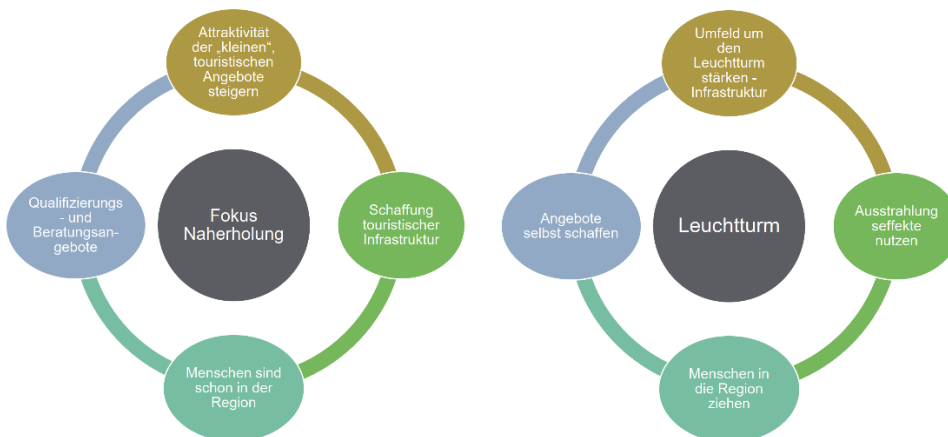 Attraktivität
der „kleinen“,
touristischen
Angebote
steigern
Qualifizierungs
- und
Beratungsan-
gebote
Fokus
Naherholung
Schaffung
touristischer
Infrastruktur
Menschen sind
schon in der
Region
Umfeld um
den
Leuchtturm
stärken -
Infrastruktur
Angebote
selbst schaffen
Leuchtturm
Ausstrahlung
seffekte
nutzen
Menschen in
die Region
ziehen